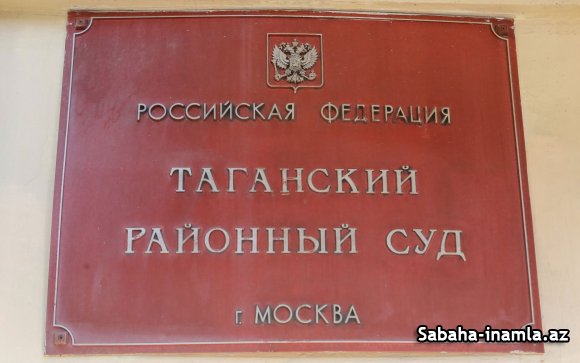 РОССИЙСКАЯ ФЕДЕРАЦИЯ
ТАГАНСКИЙ
РАЙОННЫЙ СУД
г. МОСКВА
Sabaha-inamla.az